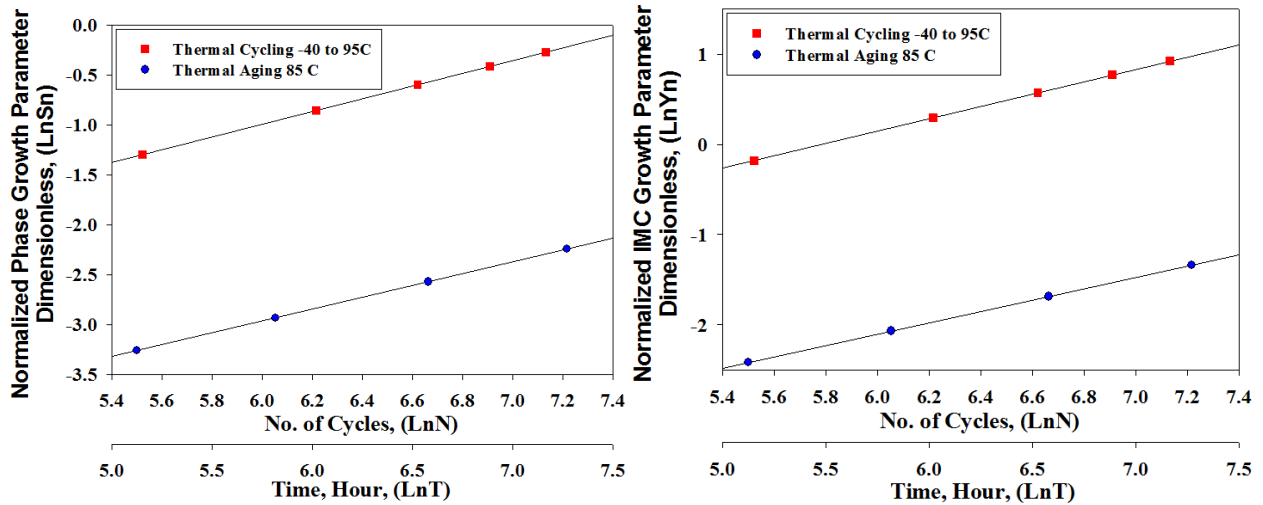 Normalized Phase Growth Parameter
Dimensionless, (LnSn)
0.0
-0.5
-1.0
-1.5
-2.0
-2.5
-3.0
-3.5
Thermal Cycling -40 to 95C
Thermal Aging 85 C
5.4 5.6 5.8 6.0 6.2 6.4 6.6 6.8 7.0 7.2 7.4
No. of Cycles, (LnN)
5.0 5.5 6.0 6.5 7.0 7.5
Time, Hour, (LnT)
Normalized IMC Growth Parameter
Dimensionless, (LnYn)
1
0
-1
-2
Thermal Cycling -40 to 95C
Thermal Aging 85 C
5.4 5.6 5.8 6.0 6.2 6.4 6.6 6.8 7.0 7.2 7.4
No. of Cycles, (LnN)
5.0 5.5 6.0 6.5 7.0 7.5
Time, Hour, (LnT)